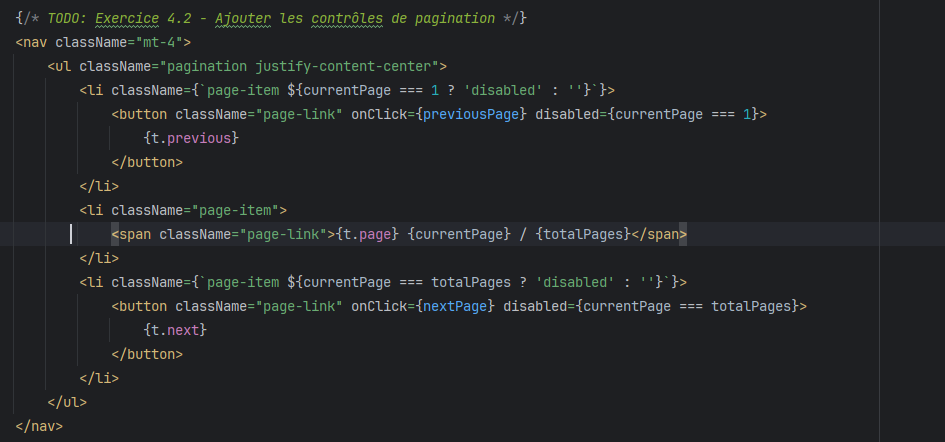 {/* TODO: Exercice 4.2 - Ajouter les contrôles de pagination */}
<nav className="mt-4">
<ul className="pagination justify-content-center">
<li className={`page-item ${currentPage === 1 ? 'disabled' : ''}`}>
<button className="page-link" onClick={previousPage} disabled={currentPage === 1}>
{t.previous}
</button>
</li>
<li className="page-item">
<span className="page-link">{t.page} {currentPage} / {totalPages}</span>
</li>
<li className={`page-item ${currentPage === totalPages ? 'disabled' : ''}`}>
<button className="page-link" onClick={nextPage} disabled={currentPage === totalPages}>
{t.next}
</button>
</li>
</ul>
</nav>